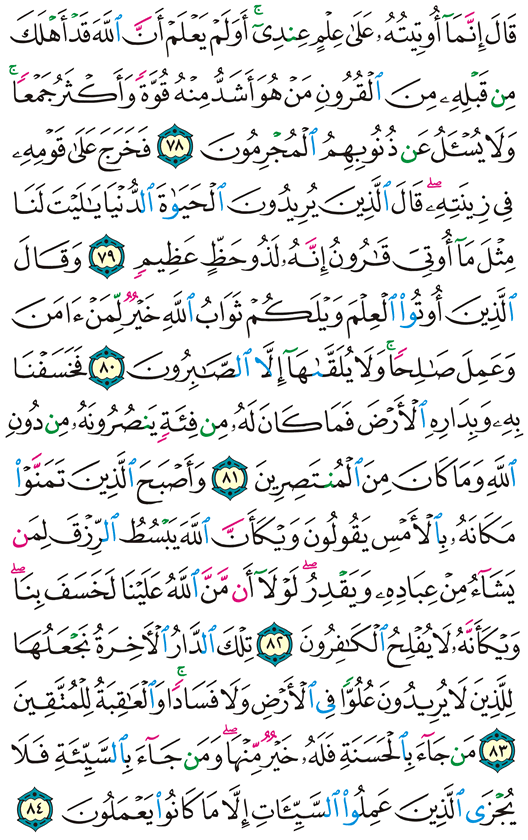 قَالَ إِنَّمَآ أُوتِيتُهُۥ عَلَىٰ عِلْمٍ عِندِىٓ ۚ أَوَلَمْ يَعْلَمْ أَنَّ ٱللَّهَ قَدْ أَهْلَكَ
مِن قَبْلِهِۦ مِنَ ٱلْقُرُونِ مَنْ هُوَ أَشَدُّ مِنْهُ قُوَّةً وَأَكْثَرُ جَمْعًا ۚ
وَلَا يُسْـَٔلُ عَن ذُنُوبِهِمُ ٱلْمُجْرِمُونَ ٧٨ فَخَرَجَ عَلَىٰ قَوْمِهِۦ
فِى زِينَتِهِۦ ۖ قَالَ ٱلَّذِينَ يُرِيدُونَ ٱلْحَيَوٰةَ ٱلدُّنْيَا يَـٰلَيْتَ لَنَا
مِثْلَ مَآ أُوتِىَ قَـٰرُونُ إِنَّهُۥ لَذُو حَظٍّ عَظِيمٍ ٧٩ وَقَالَ
ٱلَّذِينَ أُوتُوا۟ ٱلْعِلْمَ وَيْلَكُمْ ثَوَابُ ٱللَّهِ خَيْرٌ لِّمَنْ ءَامَنَ
وَعَمِلَ صَـٰلِحًا ۚ وَلَا يُلَقَّىٰهَآ إِلَّا ٱلصَّـٰبِرُونَ ٨٠ فَخَسَفْنَا
بِهِۦ وَبِدَارِهِ ٱلْأَرْضَ فَمَا كَانَ لَهُۥ مِن فِئَةٍ يَنصُرُونَهُۥ مِن دُونِ
ٱللَّهِ وَمَا كَانَ مِنَ ٱلْمُنتَصِرِينَ ٨١ وَأَصْبَحَ ٱلَّذِينَ تَمَنَّوْا۟
مَكَانَهُۥ بِٱلْأَمْسِ يَقُولُونَ وَيْكَأَنَّ ٱللَّهَ يَبْسُطُ ٱلرِّزْقَ لِمَن
يَشَآءُ مِنْ عِبَادِهِۦ وَيَقْدِرُ ۖ لَوْلَآ أَن مَّنَّ ٱللَّهُ عَلَيْنَا لَخَسَفَ بِنَا ۖ
وَيْكَأَنَّهُۥ لَا يُفْلِحُ ٱلْكَـٰفِرُونَ ٨٢ تِلْكَ ٱلدَّارُ ٱلْـَٔاخِرَةُ نَجْعَلُهَا
لِلَّذِينَ لَا يُرِيدُونَ عُلُوًّا فِى ٱلْأَرْضِ وَلَا فَسَادًا ۚ وَٱلْعَـٰقِبَةُ لِلْمُتَّقِينَ
٨٣ مَن جَآءَ بِٱلْحَسَنَةِ فَلَهُۥ خَيْرٌ مِّنْهَا ۖ وَمَن جَآءَ بِٱلسَّيِّئَةِ فَلَا
يُجْزَى ٱلَّذِينَ عَمِلُوا۟ ٱلسَّيِّـَٔاتِ إِلَّا مَا كَانُوا۟ يَعْمَلُونَ ٨٤